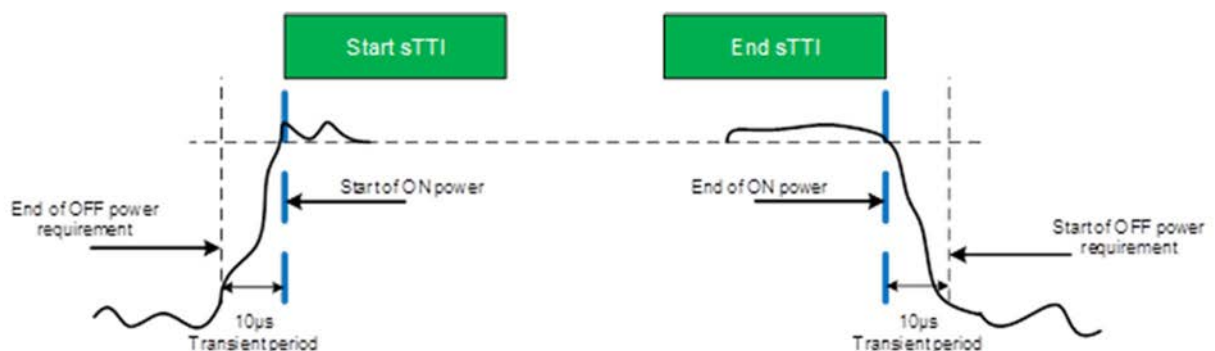 Start sTTI
End sTTI
Start of ON power
End of ON power
End of OFF power
requirement
Start of OFF power
requirement
10µs
Transient period
10µs
Transient period